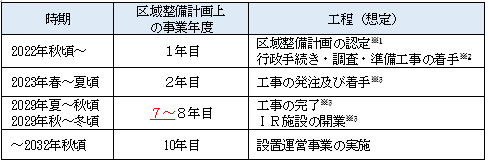 時期
区域整備計画上
の事業年度
工程（想定）
2022年秋頃～
１年目
区域整備計画の認定※1
行政手続き・調査・準備工事の着手※2
2023年春～夏頃
２年目
工事の発注及び着手※3
2029年夏～秋頃
2029年秋～冬頃
７～８年目
工事の完了※3
ＩＲ施設の開業※3
～2032年秋頃
10年目
設置運営事業の実施